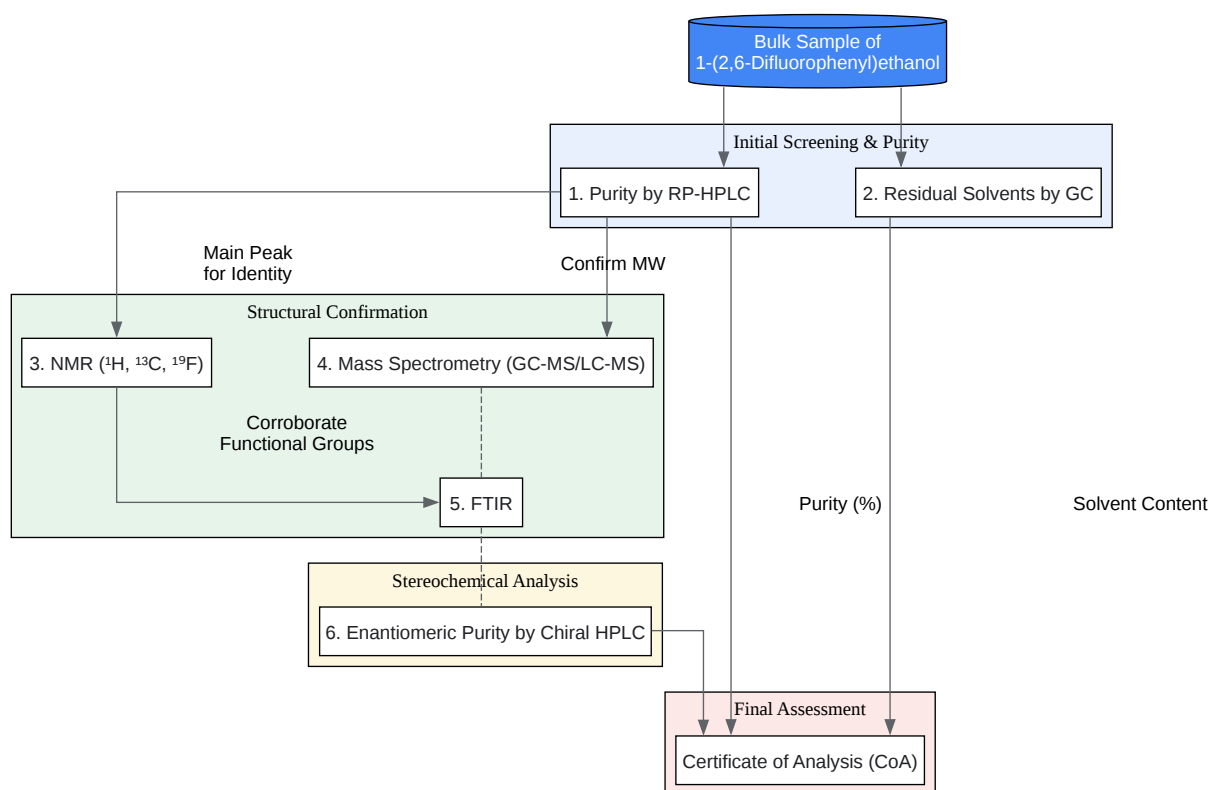 Bulk Sample of
1-(2,6-Difluorophenyl)ethanol
Initial Screening & Purity
1. Purity by RP-HPLC
2. Residual Solvents by GC
Main Peak
for Identity
Confirm MW
Structural Confirmation
3. NMR (¹H, ¹³C, ¹⁹F)
4. Mass Spectrometry (GC-MS/LC-MS)
Corroborate
Functional Groups
5. FTIR
Purity (%)
Solvent Content
Stereochemical Analysis
6. Enantiomeric Purity by Chiral HPLC
Final Assessment
Certificate of Analysis (CoA)